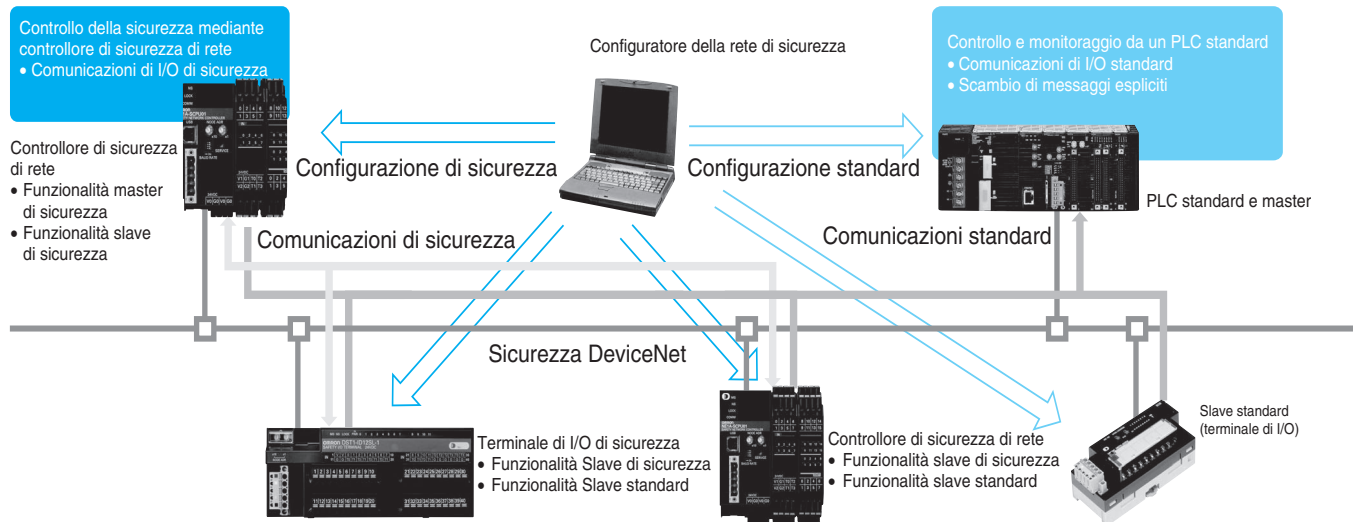 Controllo della sicurezza mediante
controllore di sicurezza di rete
• Comunicazioni di I/O di sicurezza
Configuratore della rete di sicurezza
Controllo e monitoraggio da un PLC standard
• Comunicazioni di I/O standard
• Scambio di messaggi espliciti
Controllore di sicurezza
di rete
• Funzionalità master
di sicurezza
• Funzionalità slave
di sicurezza
Configurazione di sicurezza
Configurazione standard
PLC standard e master
Comunicazioni di sicurezza
Comunicazioni standard
Sicurezza DeviceNet
Terminale di I/O di sicurezza
• Funzionalità Slave di sicurezza
• Funzionalità Slave standard
Controllore di sicurezza di rete
• Funzionalità slave di sicurezza
• Funzionalità slave standard
Slave standard
(terminale di I/O)